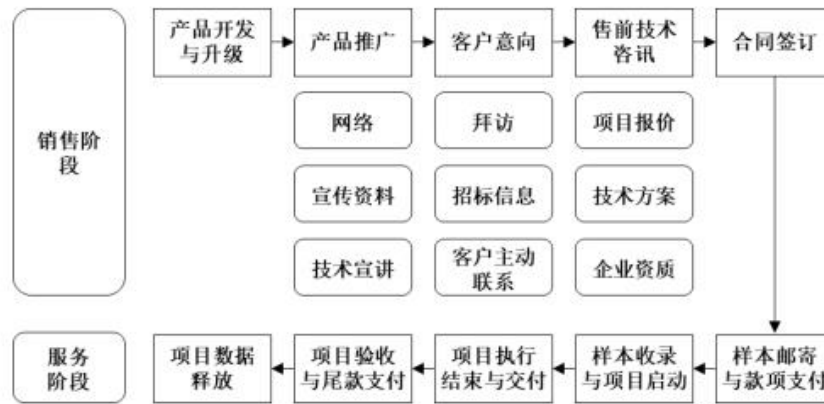 产品开发
与升级
产品推广
客户意向
售前技术
咨讯
合同签订
销售阶
段
网络
拜访
项目报价
宣传资料
招标信息
技术方案
技术宣讲
客户主动
联系
企业资质
服务
阶段
项目数据
释放
项目验收
与尾款支付
项目执行
结束与交付
样本收录
与项目启动
样本邮寄
与款项支付